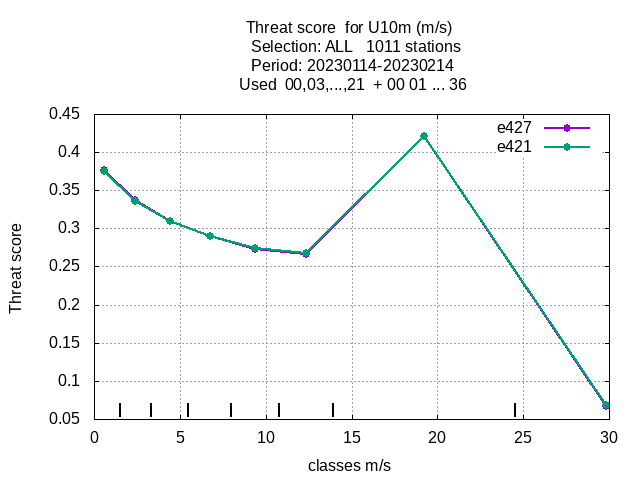 Threat score  for U10m (m/s)
Selection: ALL   1011 stations
Period: 20230114-20230214
Used  00,03,...,21  + 00 01 ... 36
e427
e421
0.45
0.4
0.35
0.3
0.25
0.2
0.15
0.1
0.05
Threat score
0 5 10 15 20 25 30
classes m/s